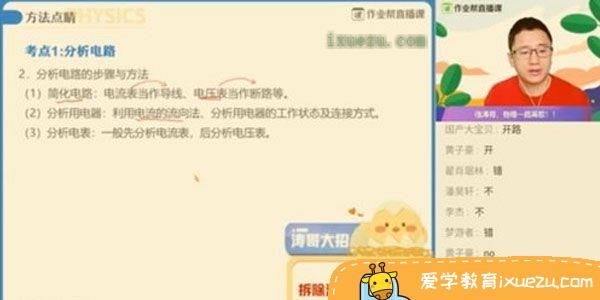 方法点睛
PHYSICS
作业帮直播课
ixuezu.com
考点1:分析电路
2. 分析电路的步骤与方法
(1) 简化电路:电流表当作导线、电压表当作断路等。
(2) 分析用电器:利用电流的流向法、分析用电器的工作状态及连接方式。
(3) 分析电表:一般先分析电流表,后分析电压表。
涛哥大招
拆除
作业帮直播课
国产大宝贝:开路
黄子豪:开
翟肖琚林:错
潘昊轩:不
李杰:不
梦游者:错
黄子豪:no
爱学教育ixuezu.com